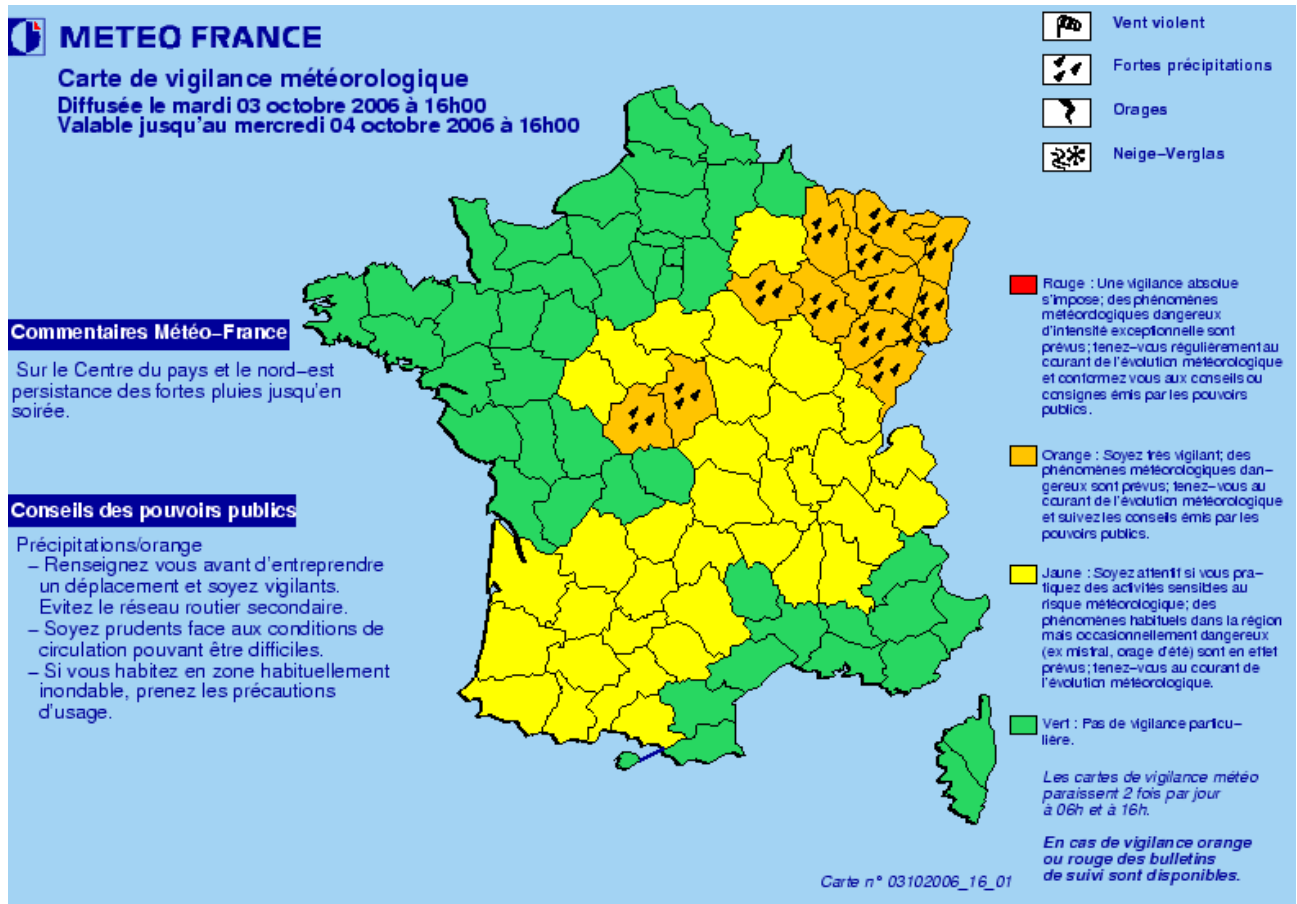 METEO FRANCE
Carte de vigilance météorologique
Diffusée le mardi 03 octobre 2006 à 16h00
Valable jusqu'au mercredi 04 octobre 2006 à 16h00
Vent violent
Fortes précipitations
Orages
Neige-Verglas
Commentaires Météo-France
Sur le Centre du pays et le nord-est
persistance des fortes pluies jusqu'en
soirée.
Conseils des pouvoirs publics
Précipitations/orange
– Renseignez vous avant d'entreprendre
un déplacement et soyez vigilants.
Evitez le réseau routier secondaire.
– Soyez prudents face aux conditions de
circulation pouvant être difficiles.
– Si vous habitez en zone habituellement
inondable, prenez les précautions
d'usage.
Rouge : Une vigilance absolue
s'impose; des phénomènes
météorologiques dangereux
d'intensité exceptionnelle sont
prévus; tenez-vous régulièrement au
courant de l'évolution météorologique
et conformez vous aux conseils ou
consignes émis par les pouvoirs
publics.
Orange : Soyez très vigilant; des
phénomènes météorologiques dan-
gereux sont prévus; tenez-vous au
courant de l'évolution météorologique
et suivez les conseils émis par les
pouvoirs publics.
Jaune : Soyez attentif si vous pra-
tiquez des activités sensibles au
risque météorologique; des
phénomènes habituels dans la région
mais occasionnellement dangereux
(ex mistral, orage d'été) sont en effet
prévus; tenez-vous au courant de
l'évolution météorologique.
Vert : Pas de vigilance particu-
lière.
Les cartes de vigilance météo
paraissent 2 fois par jour
à 06h et à 16h.
En cas de vigilance orange
ou rouge des bulletins
de suivi sont disponibles.
Carte n° 03102006_16_01